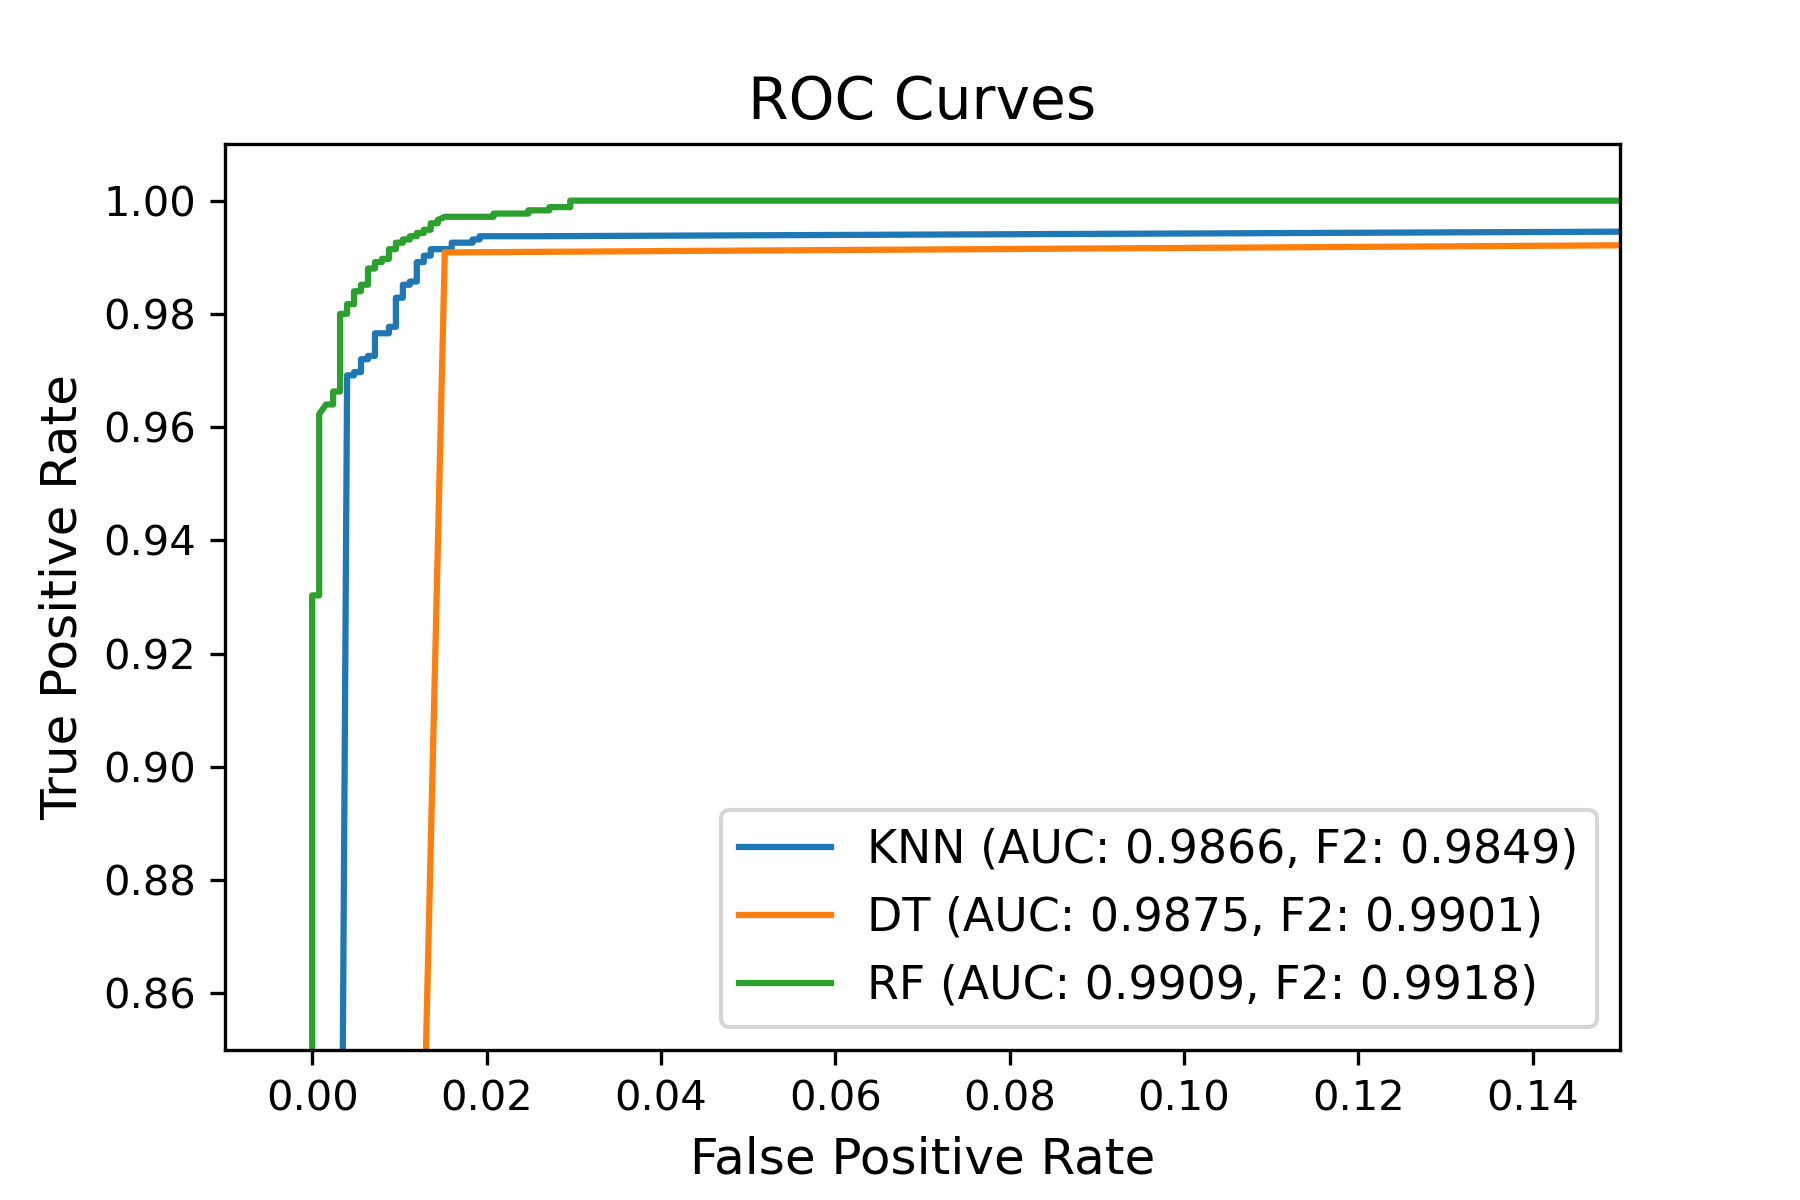 ROC Curves
1.00
0.98
0.96
0.94
0.92
0.90
0.88
0.86
True Positive Rate
KNN (AUC: 0.9866, F2: 0.9849)
DT (AUC: 0.9875, F2: 0.9901)
RF (AUC: 0.9909, F2: 0.9918)
0.00 0.02 0.04 0.06 0.08 0.10 0.12 0.14
False Positive Rate